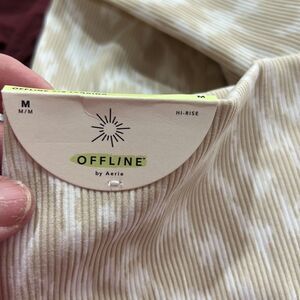 M
M/M
HI-RISE
OFFLINE
by Aerie
M